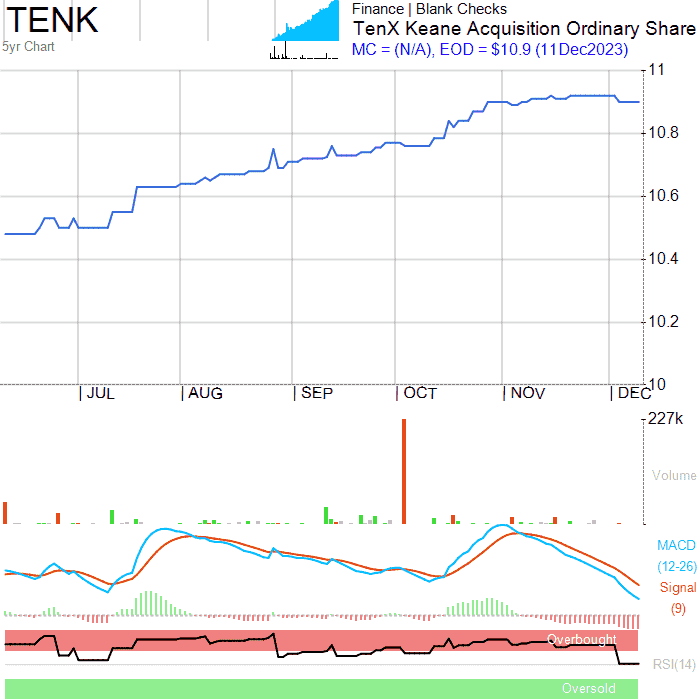 TENK
5yr Chart
Finance | Blank Checks
TenX Keane Acquisition Ordinary Share
MC = (N/A), EOD = $10.9 (11Dec2023)
11
10.8
10.6
10.4
10.2
10
JUL
AUG
SEP
OCT
NOV
DEC
227k
Volume
MACD
(12-26)
Signal
(9)
Overbought
RSI(14)
Oversold